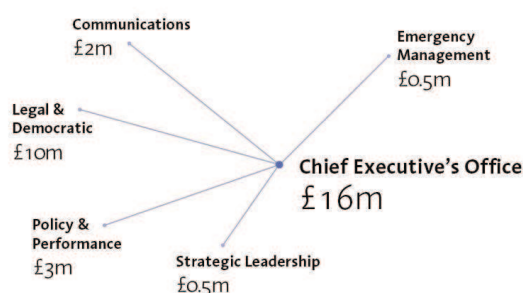 Communications
£2m
Emergency
Management
£0.5m
Legal &
Democratic
£10m
Chief Executive's Office
£16m
Policy &
Performance
£3m
Strategic Leadership
£0.5m